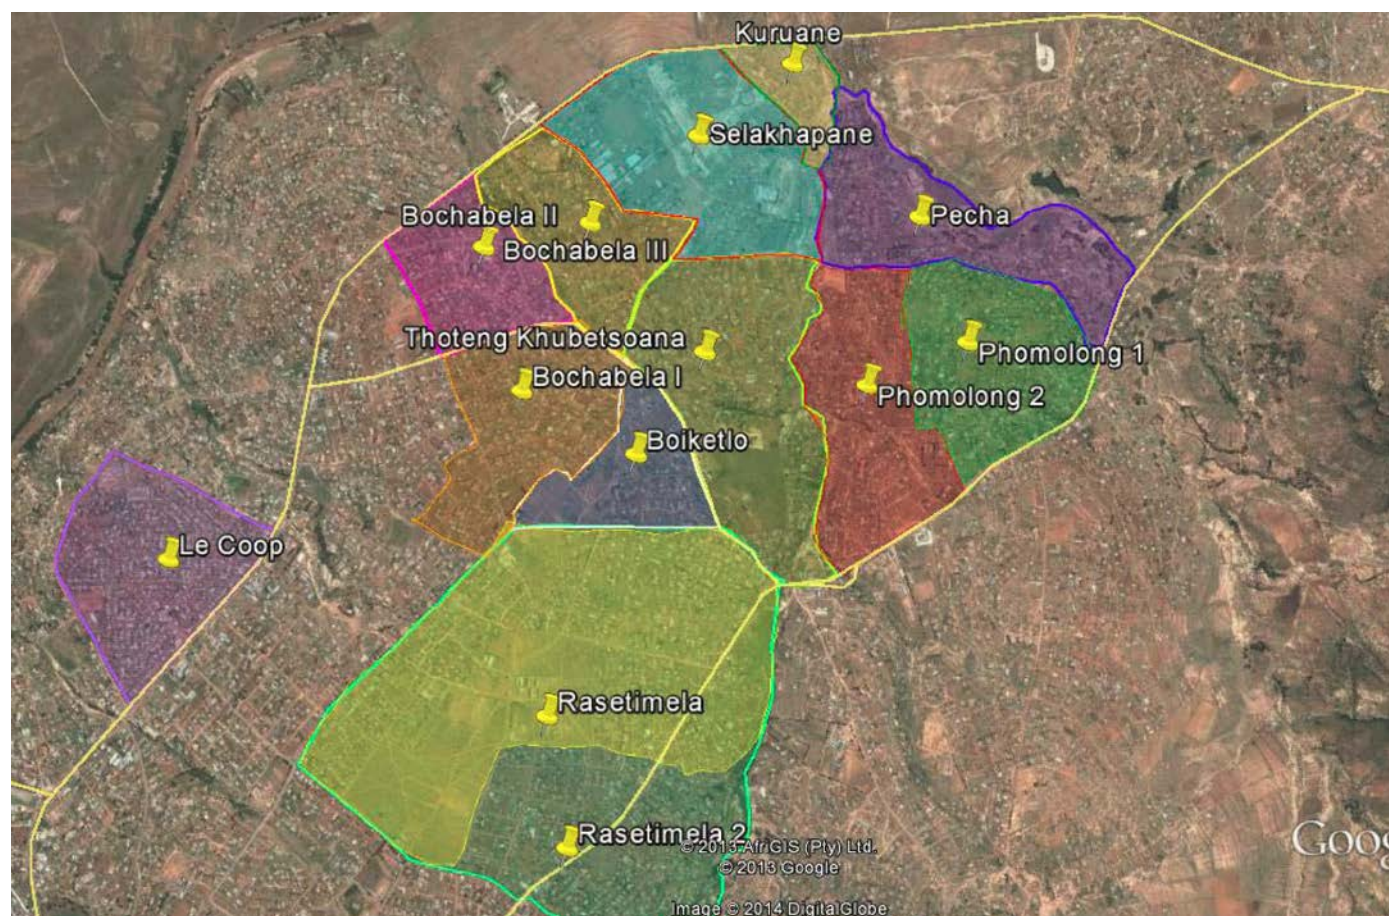 Kuruane
Selakhapane
Bochabela II
Pecha
Bochabela III
Thoteng Khubetsoana
Phomolong 1
Bochabela I
Phomolong 2
Boiketlo
Le Coop
Rasetimela
Rasetimela 2
© 2013 AfriGIS (Pty) Ltd.
© 2013 Google
Image © 2014 DigitalGlobe